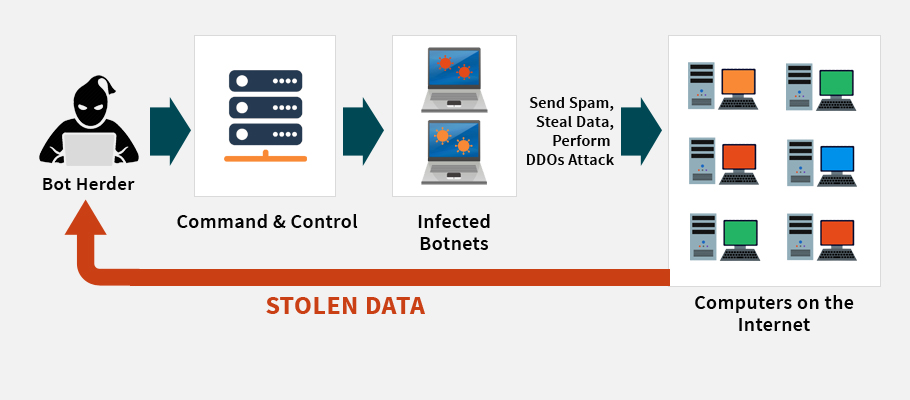 Bot Herder
Command & Control
Infected
Botnets
Send Spam,
Steal Data,
Perform
DDOs Attack
Computers on the
Internet
STOLEN DATA